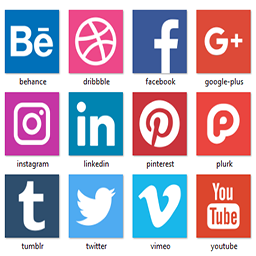 Bē
behance
dribbble
f
facebook
G+
google-plus
instagram
in
linkedin
pinterest
plurk
t
tumblr
twitter
vimeo
You
Tube
youtube